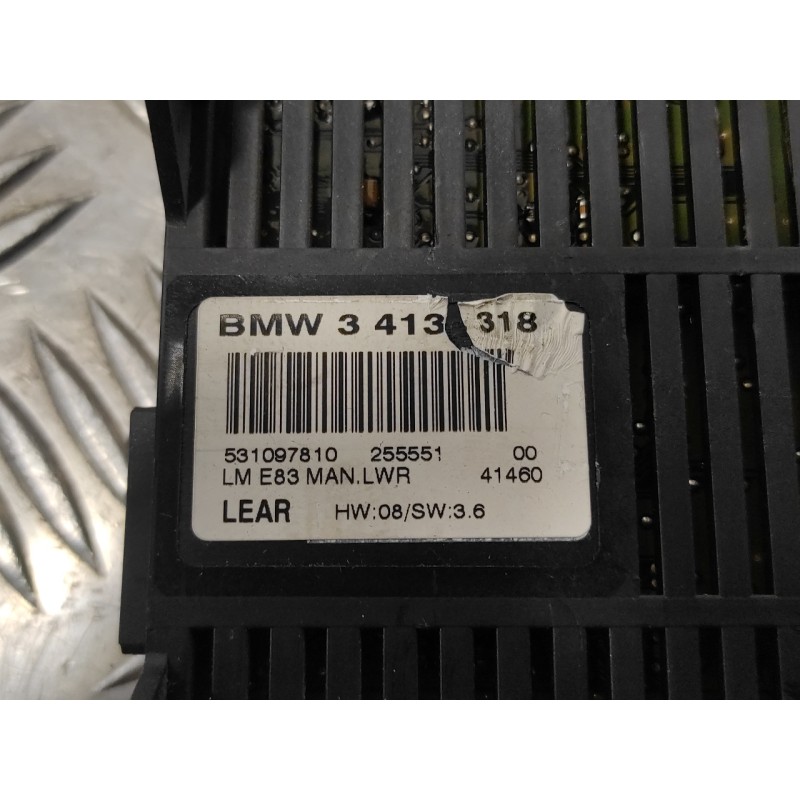 BMW 3 413 318
531097810 255551 00
LM E83 MAN.LWR 41460
LEAR HW:08/SW:3.6